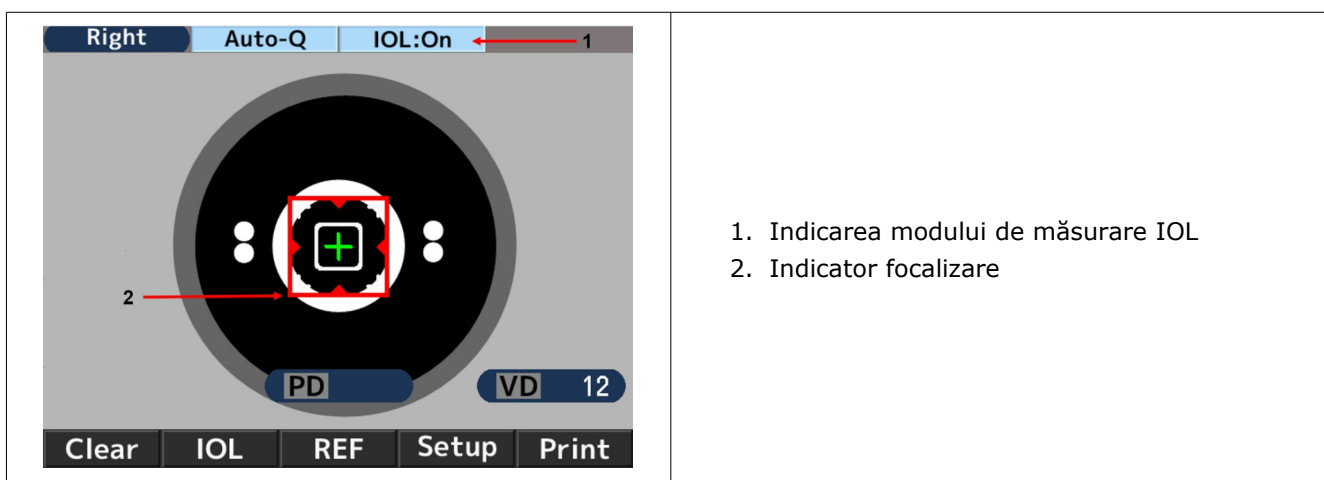 Right Auto-Q IOL:On 1
2
PD VD 12
Clear IOL REF Setup Print
1. Indicarea modului de măsurare IOL
2. Indicator focalizare